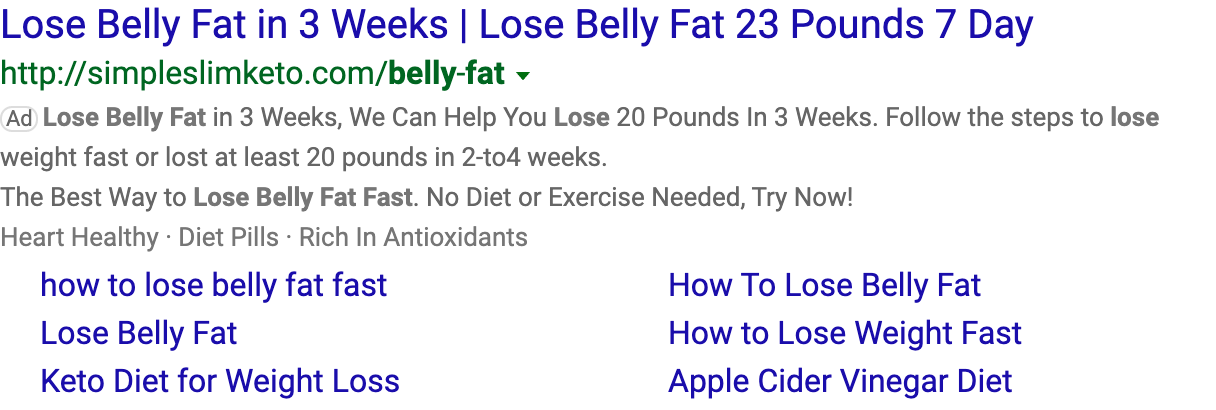 Lose Belly Fat in 3 Weeks | Lose Belly Fat 23 Pounds 7 Day
http://simpleslimketo.com/belly-fat
Ad Lose Belly Fat in 3 Weeks, We Can Help You Lose 20 Pounds In 3 Weeks. Follow the steps to lose
weight fast or lost at least 20 pounds in 2-to4 weeks.
The Best Way to Lose Belly Fat Fast. No Diet or Exercise Needed, Try Now!
Heart Healthy · Diet Pills · Rich In Antioxidants
how to lose belly fat fast
How To Lose Belly Fat
Lose Belly Fat
How to Lose Weight Fast
Keto Diet for Weight Loss
Apple Cider Vinegar Diet